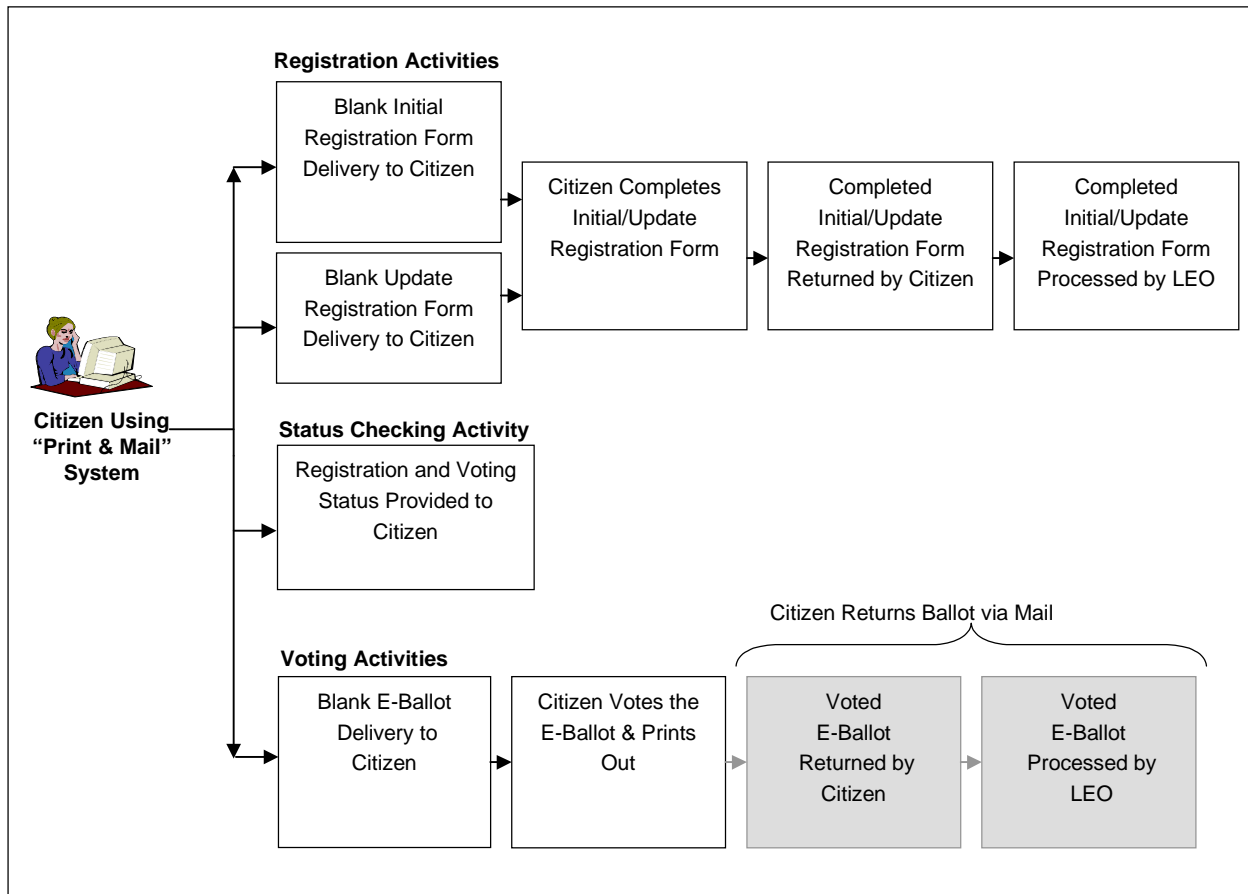 Registration Activities
Blank Initial
Registration Form
Delivery to Citizen
Blank Update
Registration Form
Delivery to Citizen
Citizen Completes
Initial/Update
Registration Form
Completed
Initial/Update
Registration Form
Returned by Citizen
Completed
Initial/Update
Registration Form
Processed by LEO
Citizen Using
“Print & Mail”
System
Status Checking Activity
Registration and Voting
Status Provided to
Citizen
Citizen Returns Ballot via Mail
Voting Activities
Blank E-Ballot
Delivery to
Citizen
Citizen Votes the
E-Ballot & Prints
Out
Voted
E-Ballot
Returned by
Citizen
Voted
E-Ballot
Processed by
LEO